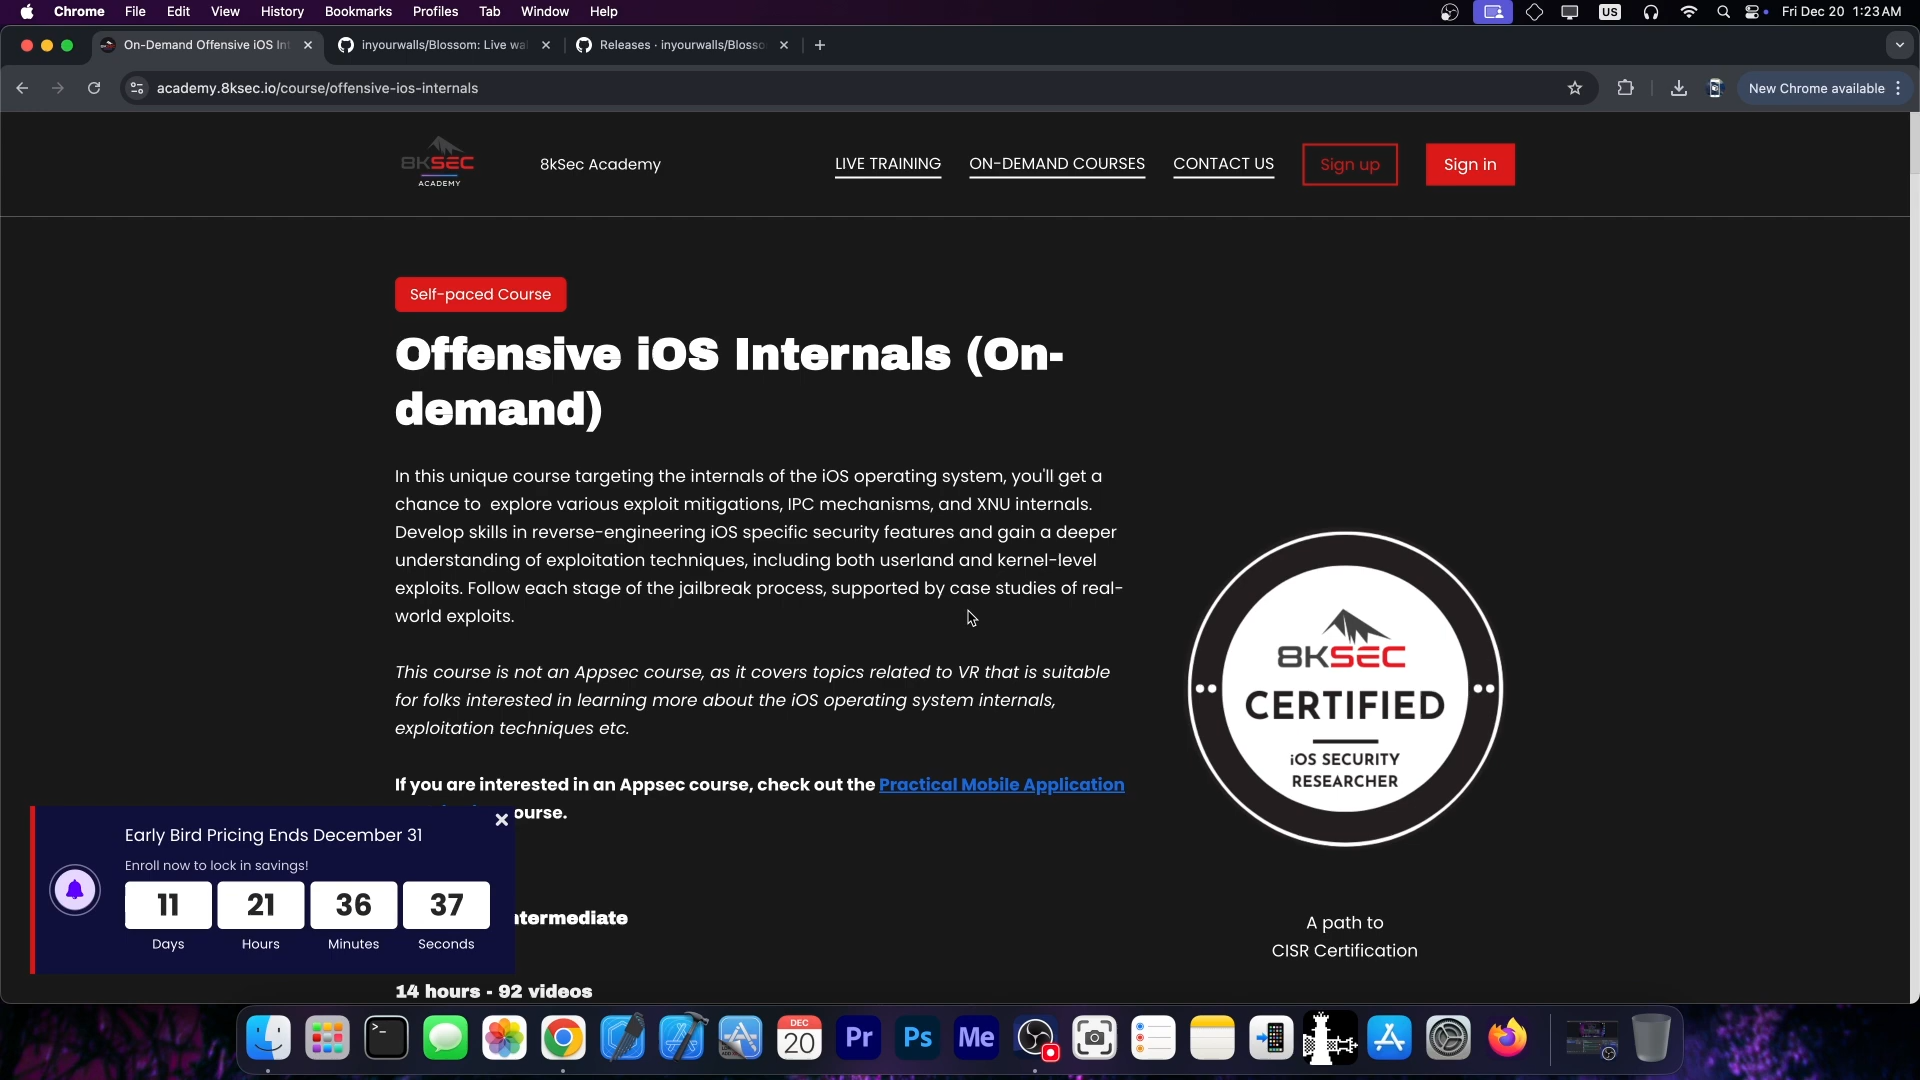 Chrome File Edit View History Bookmarks Profiles Tab Window Help US Fri Dec 20 1:23 AM
On-Demand Offensive iOS Int inyourwalls/Blossom: Live wal Releases · inyourwalls/Blosso
academy.8ksec.io/course/offensive-ios-internals New Chrome available
8KSEC
ACADEMY
8kSec Academy LIVE TRAINING ON-DEMAND COURSES CONTACT US Sign up Sign in
Self-paced Course
Offensive iOS Internals (On-
demand)
In this unique course targeting the internals of the iOS operating system, you'll get a
chance to explore various exploit mitigations, IPC mechanisms, and XNU internals.
Develop skills in reverse-engineering iOS specific security features and gain a deeper
understanding of exploitation techniques, including both userland and kernel-level
exploits. Follow each stage of the jailbreak process, supported by case studies of real-
world exploits.
This course is not an Appsec course, as it covers topics related to VR that is suitable
for folks interested in learning more about the iOS operating system internals,
exploitation techniques etc.
If you are interested in an Appsec course, check out the Practical Mobile Application
ourse.
ntermediate
14 hours - 92 videos
8KSEC
CERTIFIED
iOS SECURITY
RESEARCHER
A path to
CISR Certification
Early Bird Pricing Ends December 31
Enroll now to lock in savings!
11 21 36 37
Days Hours Minutes Seconds
DEC
20
Pr Ps Me